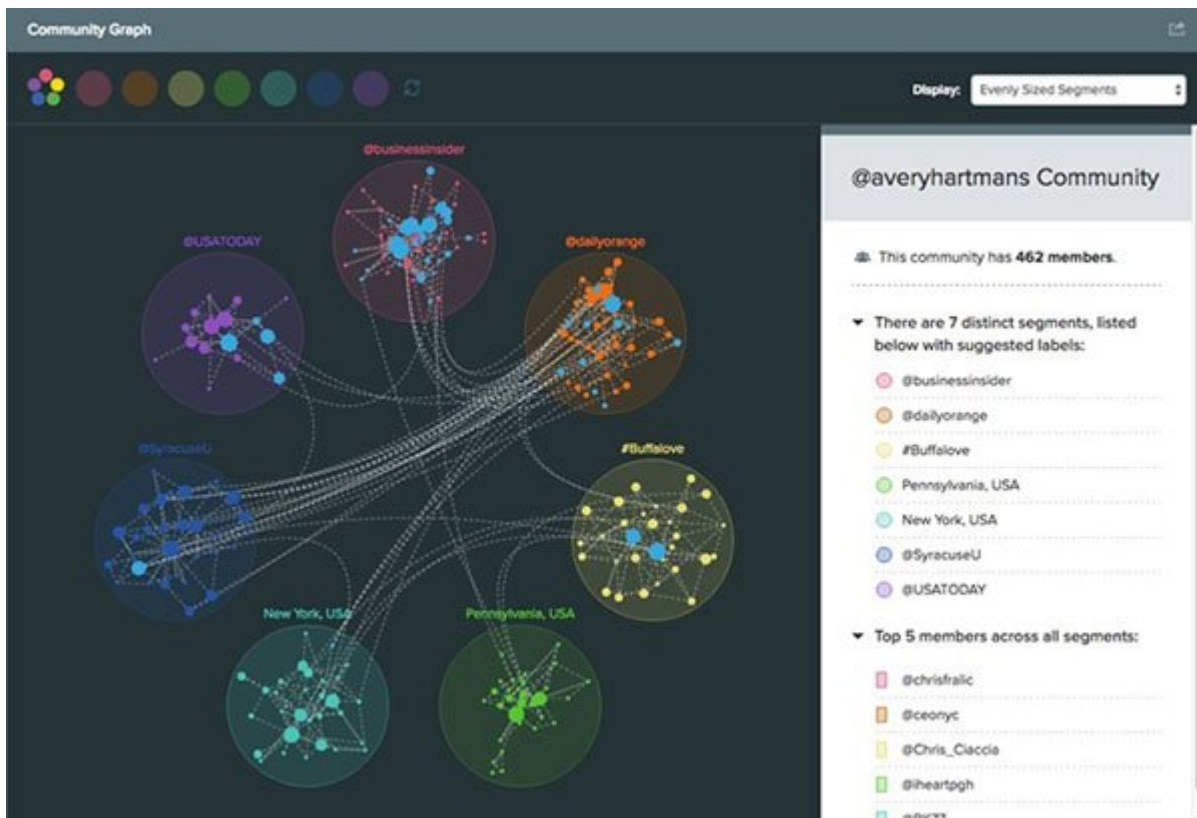 Community Graph
Display:
Evenly Sized Segments
@businessinsider
@USATODAY
@dailyorange
@SyracuseU
#Buffalove
New York, USA
Pennsylvania, USA
@averyhartmans Community
This community has 462 members.
There are 7 distinct segments, listed
below with suggested labels:
@businessinsider
@dailyorange
#Buffalove
Pennsylvania, USA
New York, USA
@SyracuseU
@USATODAY
Top 5 members across all segments:
@chrisfralic
@ceonyc
@Chris_Ciaccia
@iheartpgh